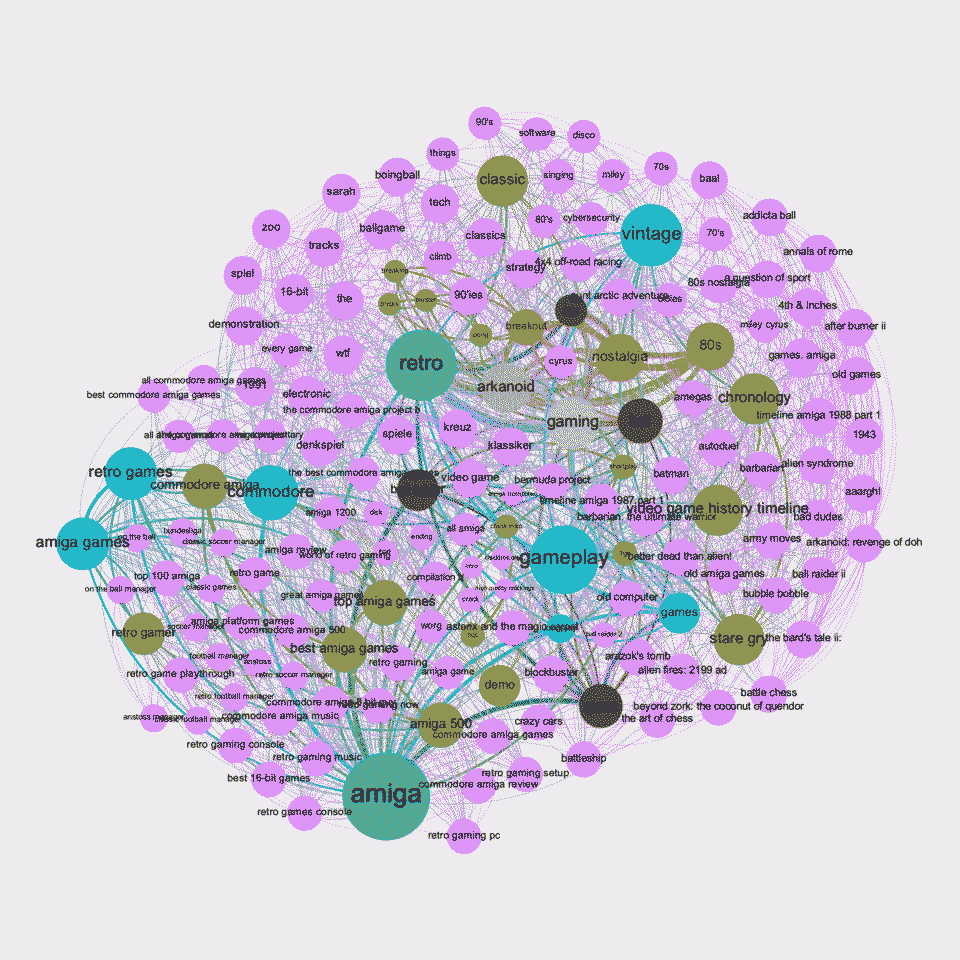 90's
software
disco
things
classic
singing
miley
70s
baal
boingball
sarah
tech
80's
cybersecurity
addicta ball
zoo
ballgame
classics
vintage
70's
tracks
climb
4x4 off-road racing
annals of rome
spiel
breaking
strategy
80s nostalgia
a question of sport
16-bit
the
90'ies
4th & inches
demonstration
breakout
miley cyrus
after burner ii
every game
wtf
retro
cyrus
nostalgia
80s
games. amiga
old games
all commodore amiga games
1991
arkanoid
best commodore amiga games
electronic
amegas
chronology
the commodore amiga project 8
gaming
timeline amiga 1988 part 1
spiele
kreuz
1943
denkspiel
klassiker
autoduel
retro games
the best commodore amiga games
video game
shortplay
batman
barbarian
alien syndrome
commodore amiga
bermuda project
commodore
aaargh!
amiga 1200
dsk
timeline amiga 1987 part 1
video game history timeline
bad dudes
all amiga
barbarian: the ultimate warrior
bundesliga
amiga games
on the ball
classic soccer manager
ending
army moves
arkanoid: revenge of doh
amiga review
world of retro gaming
gameplay
better dead than alien!
top 100 amiga
retro game
compilation
old amiga games
ball raider ii
on the ball manager
classic games
great amiga games
top amiga games
old computer
bubble bobble
retro gamer
soccer manager
amiga platform games
commodore amiga 500
asterix and the magic carpet
games
stare gry
the bard's tale ii:
best amiga games
football manager
anstoss
retro gaming
arazok's tomb
retro game playthrough
retro soccer manager
amiga game
blockbuster
alien fires: 2199 ad
demo
retro football manager
retro gaming now
battle chess
beyond zork: the coconut of quendor
anstoss manager
classic football manager
commodore amiga music
amiga 500
crazy cars
the art of chess
commodore amiga games
retro gaming console
retro gaming music
battleship
best 16-bit games
amiga
retro gaming setup
commodore amiga review
retro games console
retro gaming pc